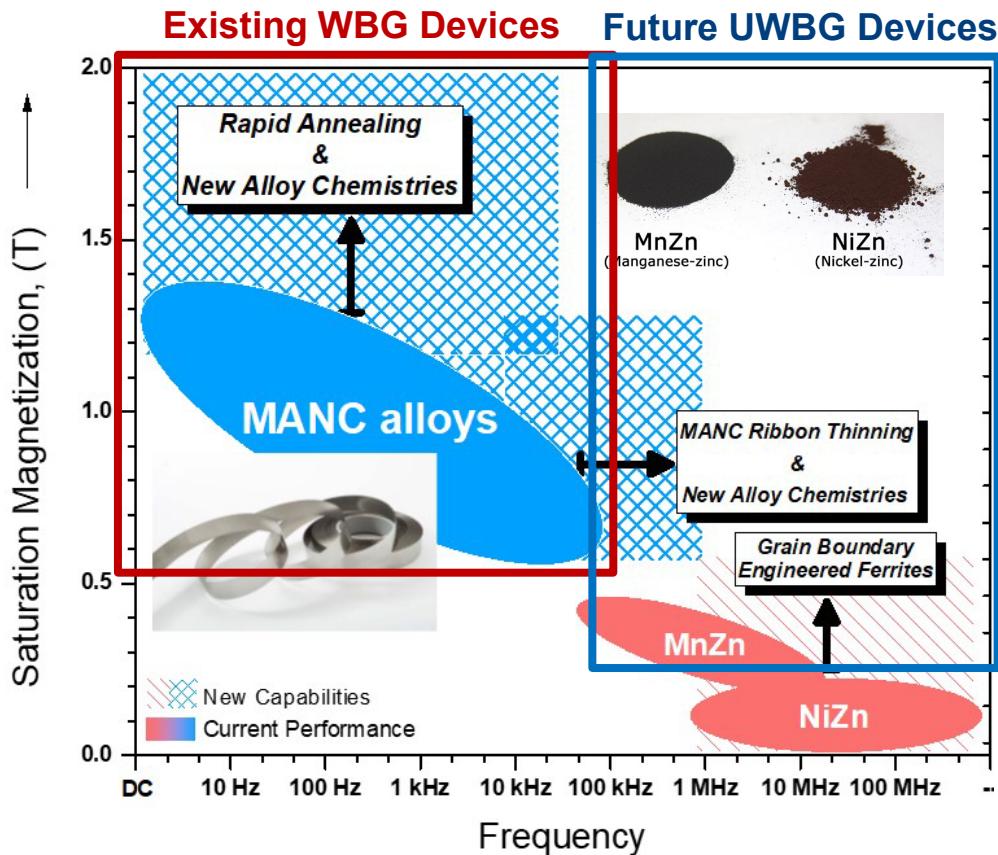 Existing WBG Devices
Future UWBG Devices
Saturation Magnetization, (T)
2.0
1.5
1.0
0.5
0.0
Rapid Annealing
&
New Alloy Chemistries
MnZn
(Manganese-zinc)
NiZn
(Nickel-zinc)
MANC alloys
MANC Ribbon Thinning
&
New Alloy Chemistries
Grain Boundary
Engineered Ferrites
MnZn
NiZn
New Capabilities
Current Performance
DC
10 Hz
100 Hz
1 kHz
10 kHz
100 kHz
1 MHz
10 MHz
100 MHz
--
Frequency